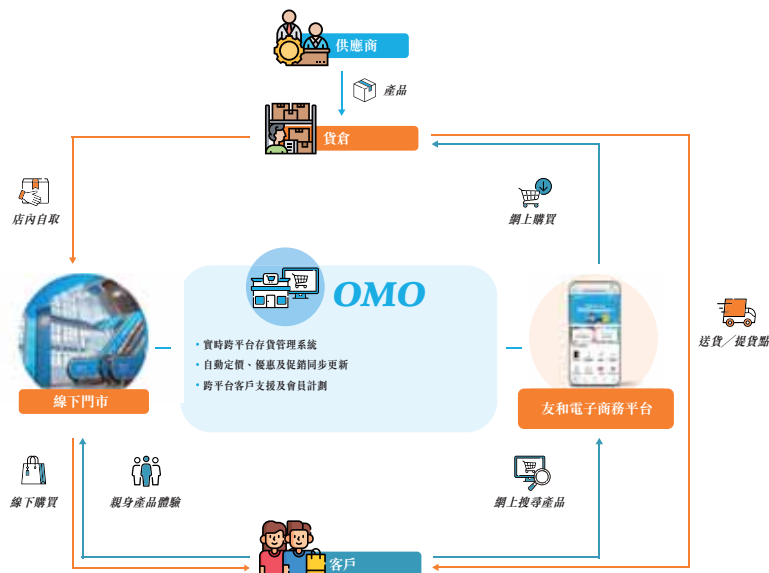 供應商
產品
貨倉
店內自取
網上購買
OMO
• 實時跨平台存貨管理系統
• 自動定價、優惠及促銷同步更新
• 跨平台客戶支援及會員計劃
送貨／提貨點
線下門市
友和電子商務平台
線下購買
親身產品體驗
網上搜尋產品
客戶